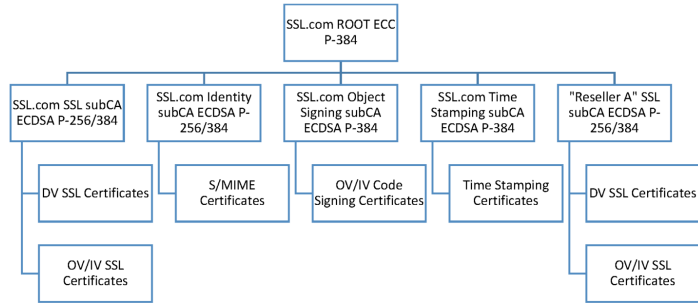 SSL.com ROOT ECC
P-384
SSL.com SSL subCA
ECDSA P-256/384
SSL.com Identity
subCA ECDSA P-
256/384
SSL.com Object
Signing subCA
ECDSA P-384
SSL.com Time
Stamping subCA
ECDSA P-384
"Reseller A" SSL
subCA ECDSA P-
256/384
DV SSL Certificates
S/MIME
Certificates
OV/IV Code
Signing Certificates
Time Stamping
Certificates
DV SSL Certificates
OV/IV SSL
Certificates
OV/IV SSL
Certificates